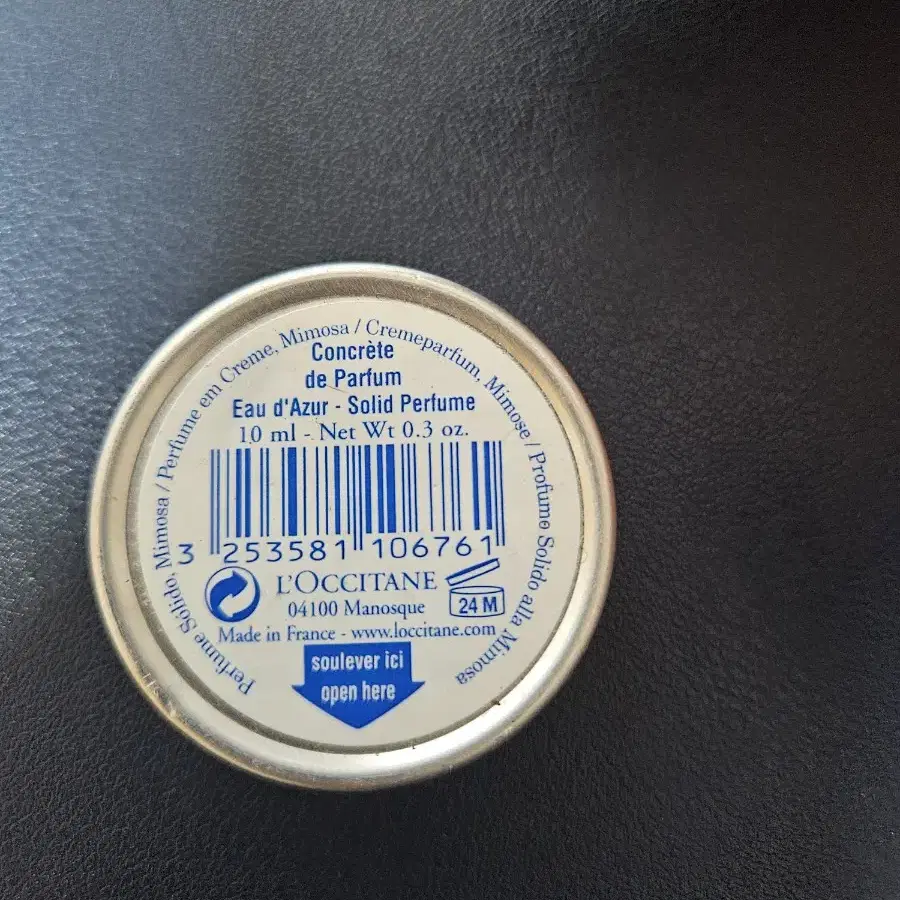 Perfume Sólido, Mimosa / Perfume em Creme, Mimosa / Cremeparfum, Mimose / Profumo Solido alla Mimosa
Concrète
de Parfum
Eau d'Azur - Solid Perfume
10 ml - Net Wt 0.3 oz.
3 253581 106761
L'OCCITANE
04100 Manosque
24 M
Made in France - www.loccitane.com
soulever ici
open here